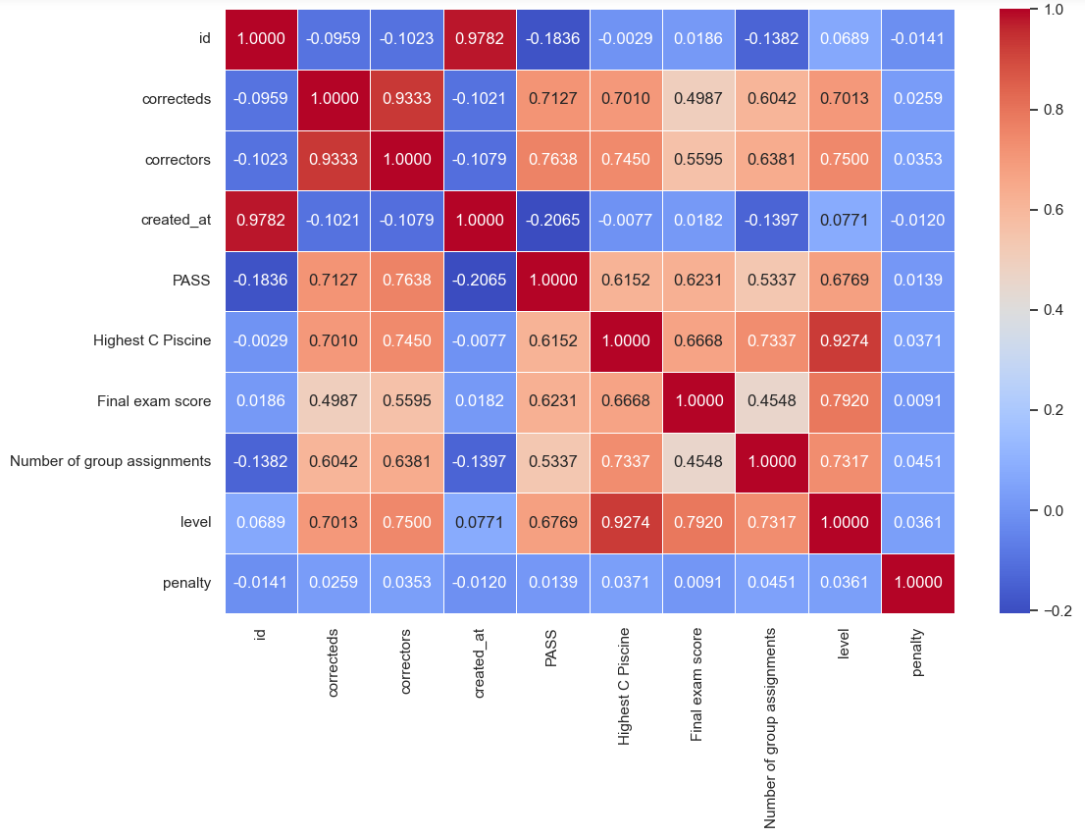 id 1.0000 -0.0959 -0.1023 0.9782 -0.1836 -0.0029 0.0186 -0.1382 0.0689 -0.0141
correcteds -0.0959 1.0000 0.9333 -0.1021 0.7127 0.7010 0.4987 0.6042 0.7013 0.0259
correctors -0.1023 0.9333 1.0000 -0.1079 0.7638 0.7450 0.5595 0.6381 0.7500 0.0353
created_at 0.9782 -0.1021 -0.1079 1.0000 -0.2065 -0.0077 0.0182 -0.1397 0.0771 -0.0120
PASS -0.1836 0.7127 0.7638 -0.2065 1.0000 0.6152 0.6231 0.5337 0.6769 0.0139
Highest C Piscine -0.0029 0.7010 0.7450 -0.0077 0.6152 1.0000 0.6668 0.7337 0.9274 0.0371
Final exam score 0.0186 0.4987 0.5595 0.0182 0.6231 0.6668 1.0000 0.4548 0.7920 0.0091
Number of group assignments -0.1382 0.6042 0.6381 -0.1397 0.5337 0.7337 0.4548 1.0000 0.7317 0.0451
level 0.0689 0.7013 0.7500 0.0771 0.6769 0.9274 0.7920 0.7317 1.0000 0.0361
penalty -0.0141 0.0259 0.0353 -0.0120 0.0139 0.0371 0.0091 0.0451 0.0361 1.0000
id
correcteds
correctors
created_at
PASS
Highest C Piscine
Final exam score
Number of group assignments
level
penalty
1.0
0.8
0.6
0.4
0.2
0.0
−0.2